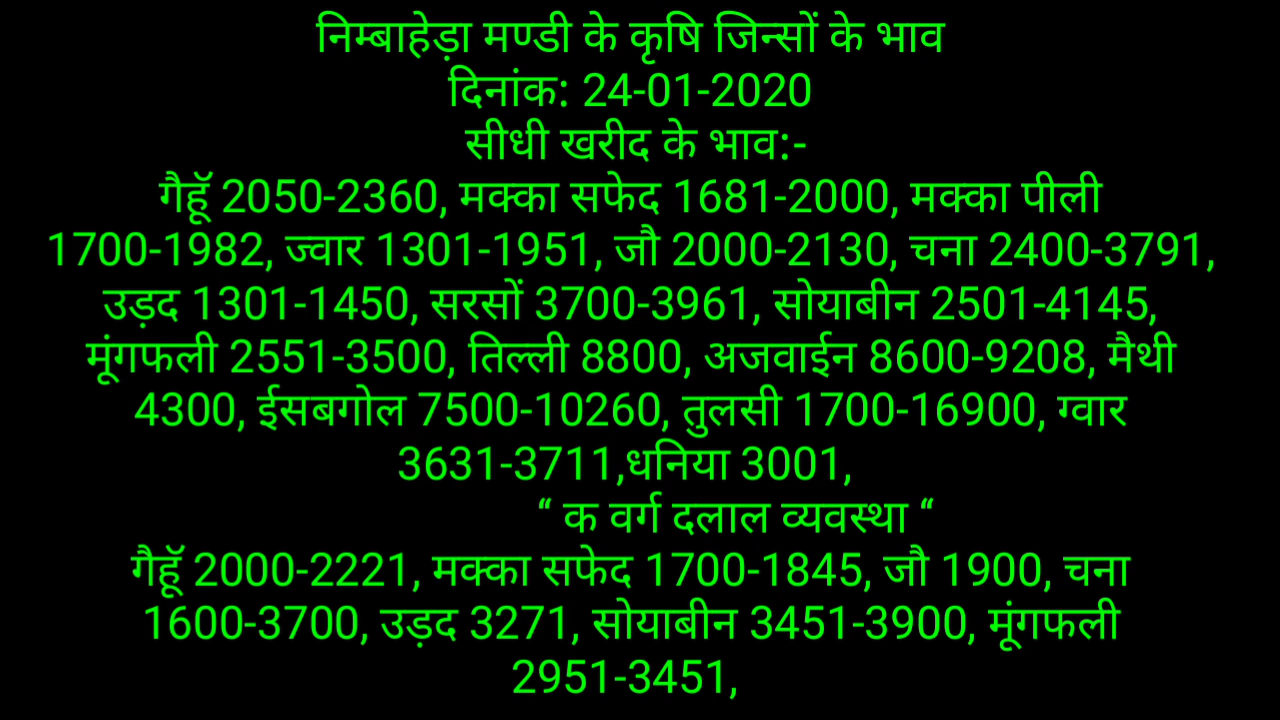 निम्बाहेड़ा मण्डी के कृषि जिन्सों के भाव
दिनांक: 24-01-2020
सीधी खरीद के भाव:-
गैहूॅ 2050-2360, मक्का सफेद 1681-2000, मक्का पीली
1700-1982, ज्वार 1301-1951, जौ 2000-2130, चना 2400-3791,
उड़द 1301-1450, सरसों 3700-3961, सोयाबीन 2501-4145,
मूंगफली 2551-3500, तिल्ली 8800, अजवाईन 8600-9208, मैथी
4300, ईसबगोल 7500-10260, तुलसी 1700-16900, ग्वार
3631-3711,धनिया 3001,
“ क वर्ग दलाल व्यवस्था “
गैहूॅ 2000-2221, मक्का सफेद 1700-1845, जौ 1900, चना
1600-3700, उड़द 3271, सोयाबीन 3451-3900, मूंगफली
2951-3451,